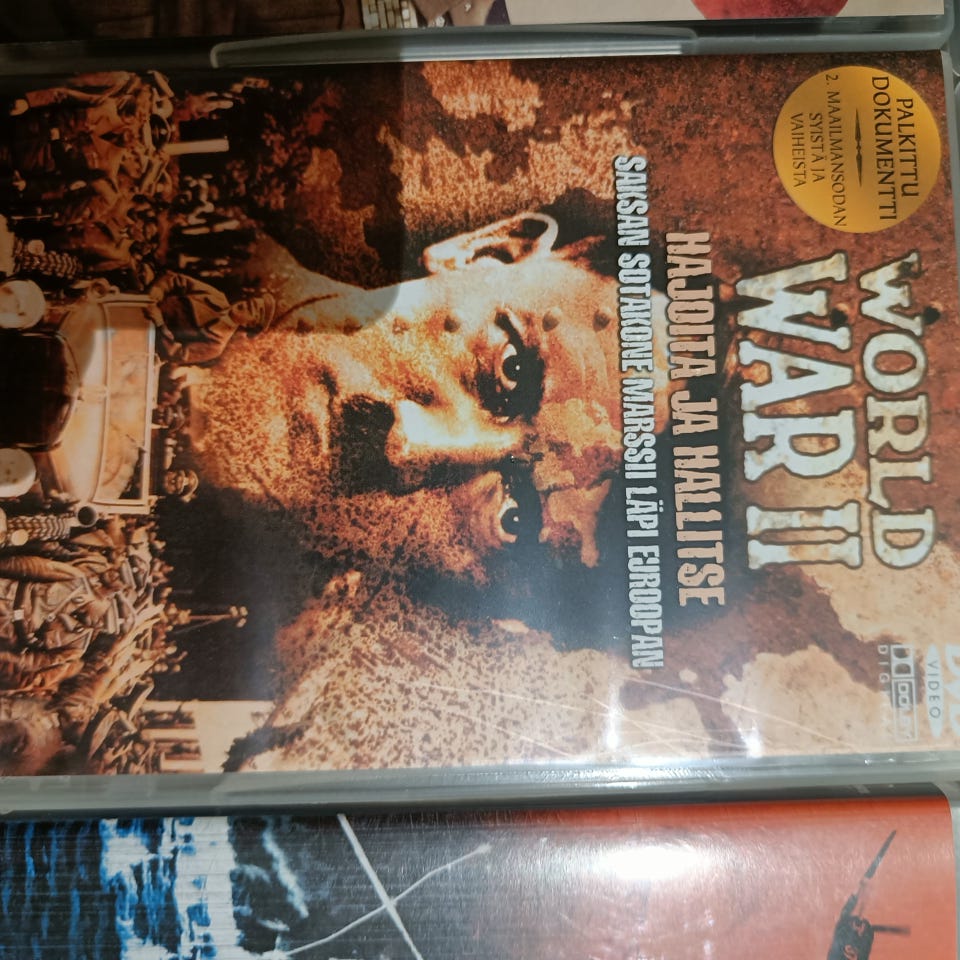 PALKITTU
DOKUMENTTI
2. MAAILMANSODAN
SYISTÄ JA
VAIHEISTA
WORLD
WAR II
HAJOITA JA HALLITSE
SAKSAN SOTAKONE MARSSII LÄPI EUROOPAN
DVD
VIDEO
DOLBY